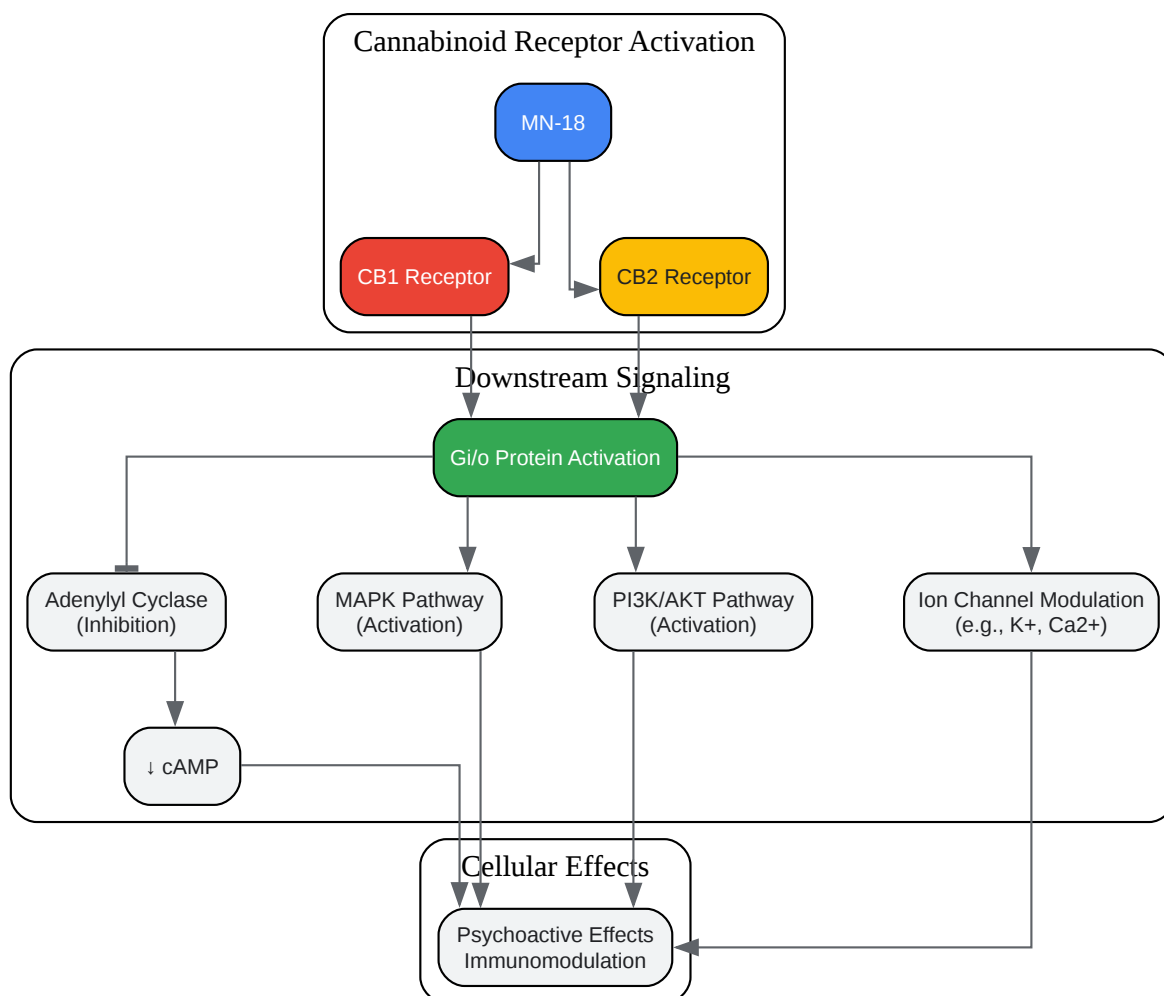 Cannabinoid Receptor Activation
MN-18
CB1 Receptor
CB2 Receptor
Downstream Signaling
Gi/o Protein Activation
Adenylyl Cyclase
(Inhibition)
MAPK Pathway
(Activation)
PI3K/AKT Pathway
(Activation)
Ion Channel Modulation
(e.g., K+, Ca2+)
↓ cAMP
Cellular Effects
Psychoactive Effects
Immunomodulation